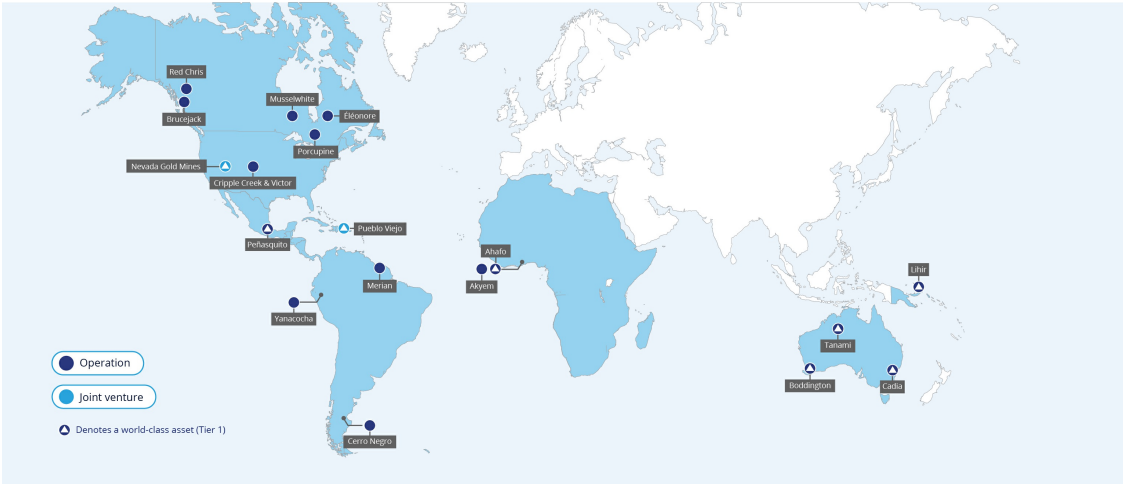 Red Chris
Brucejack
Musselwhite
Éléonore
Porcupine
Nevada Gold Mines
Cripple Creek & Victor
Peñasquito
Pueblo Viejo
Merian
Yanacocha
Cerro Negro
Ahafo
Akyem
Lihir
Tanami
Boddington
Cadia
Operation
Joint venture
Denotes a world-class asset (Tier 1)